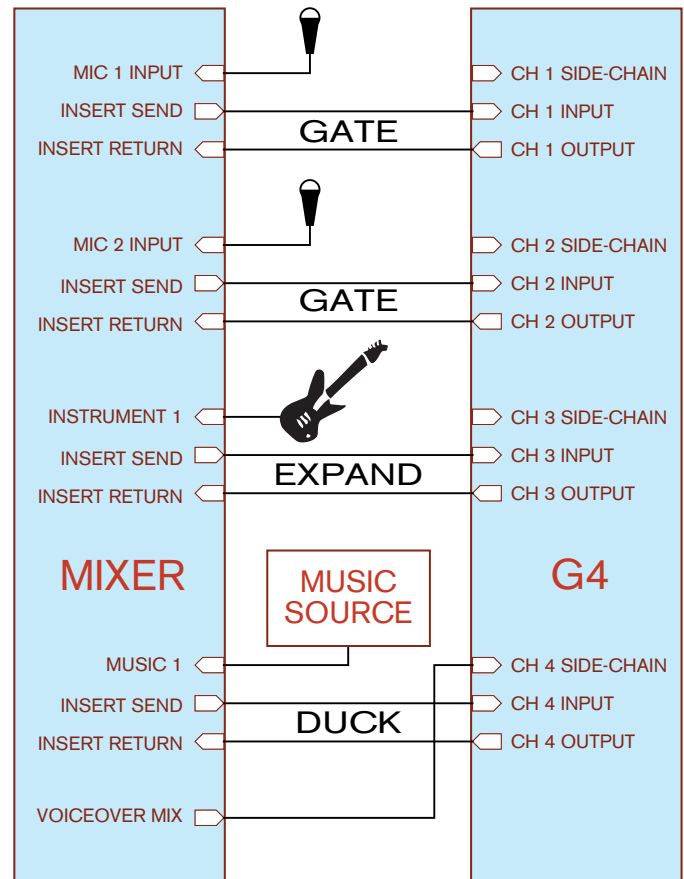 MIC 1 INPUT
CH 1 SIDE-CHAIN
INSERT SEND
CH 1 INPUT
GATE
INSERT RETURN
CH 1 OUTPUT
MIC 2 INPUT
CH 2 SIDE-CHAIN
INSERT SEND
CH 2 INPUT
GATE
INSERT RETURN
CH 2 OUTPUT
INSTRUMENT 1
CH 3 SIDE-CHAIN
INSERT SEND
CH 3 INPUT
EXPAND
INSERT RETURN
CH 3 OUTPUT
MIXER
MUSIC
SOURCE
G4
MUSIC 1
CH 4 SIDE-CHAIN
INSERT SEND
CH 4 INPUT
DUCK
INSERT RETURN
CH 4 OUTPUT
VOICEOVER MIX